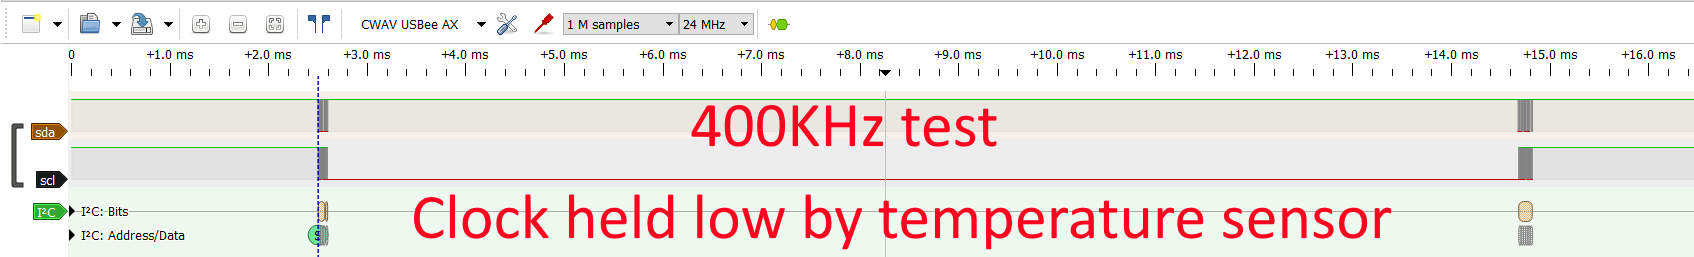 CWAV USBee AX 1 M samples 24 MHz
0 +1.0 ms +2.0 ms +3.0 ms +4.0 ms +5.0 ms +6.0 ms +7.0 ms +8.0 ms +9.0 ms +10.0 ms +11.0 ms +12.0 ms +13.0 ms +14.0 ms +15.0 ms +16.0 ms
sda
400KHz test
scl
I²C I²C: Bits
Clock held low by temperature sensor
I²C: Address/Data S